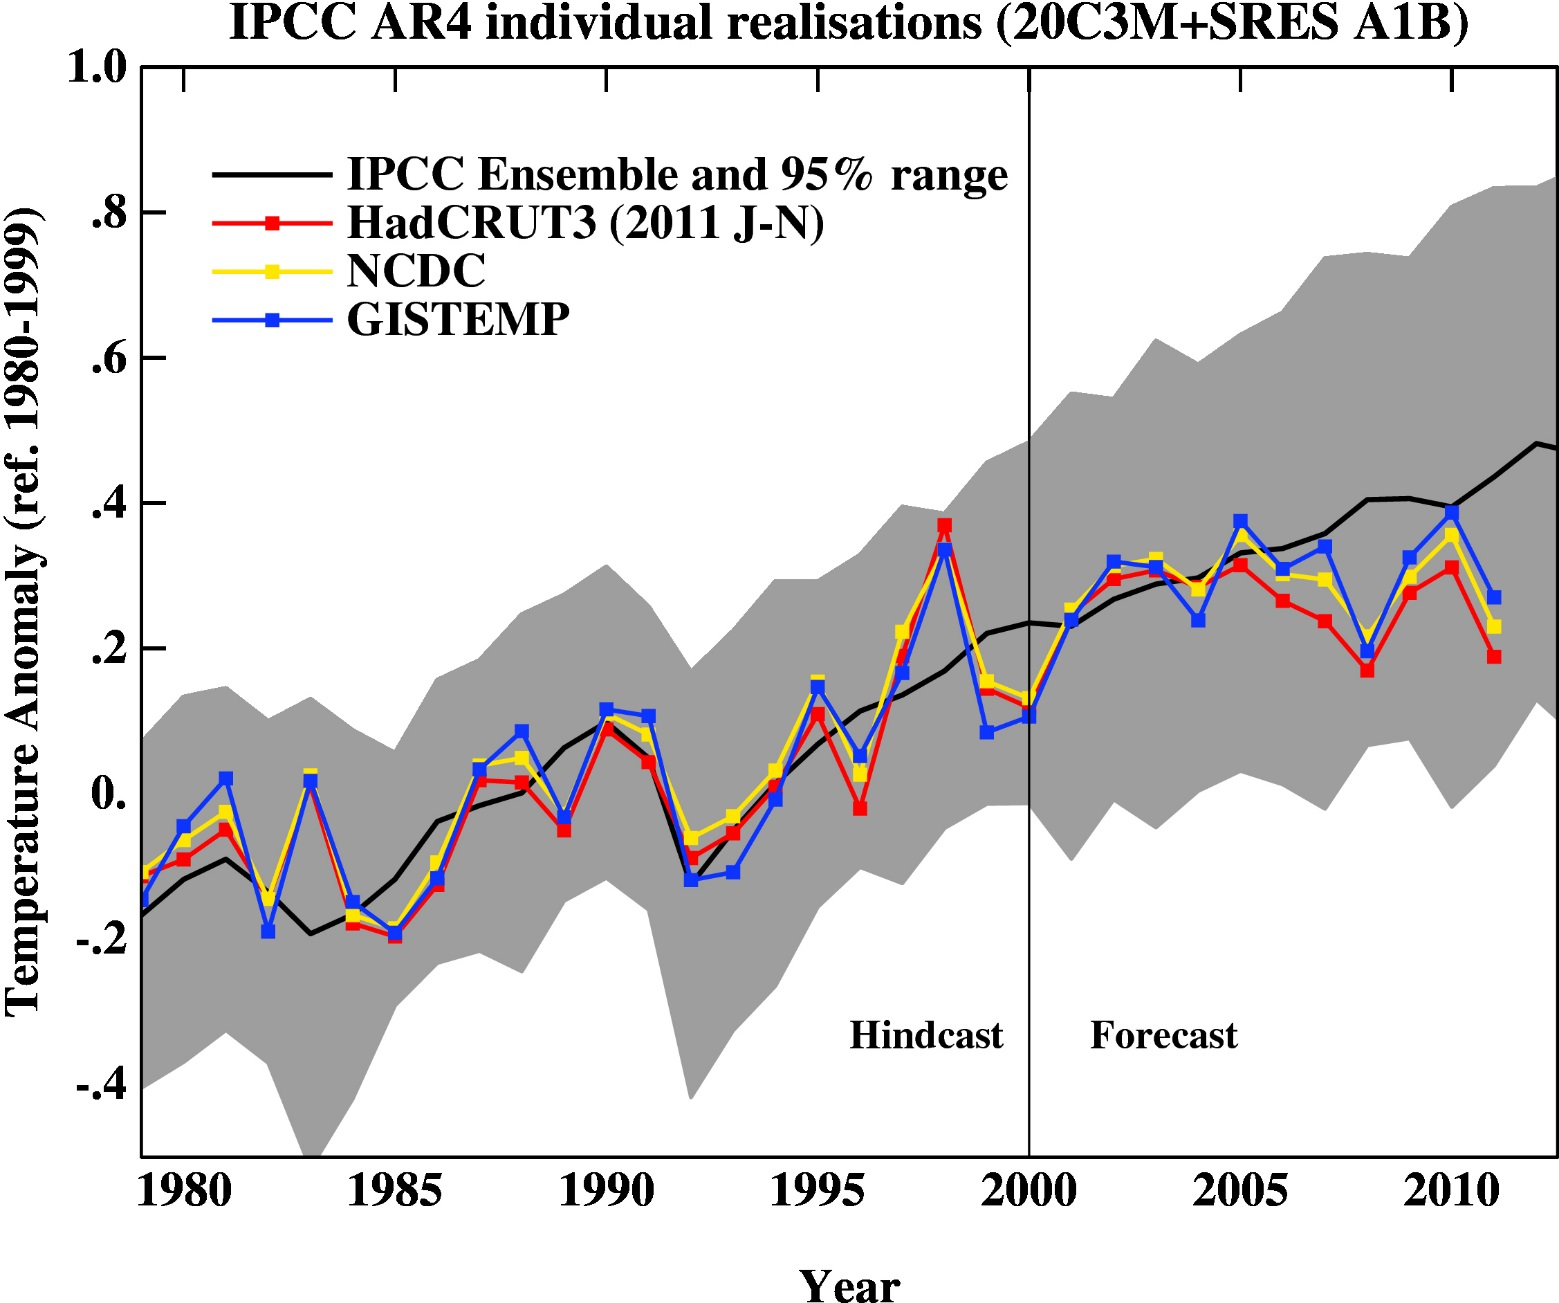 IPCC AR4 individual realisations (20C3M+SRES A1B)
1.0
.8
.6
.4
.2
0.
-.2
-.4
Temperature Anomaly (ref. 1980-1999)
IPCC Ensemble and 95% range
HadCRUT3 (2011 J-N)
NCDC
GISTEMP
Hindcast Forecast
1980 1985 1990 1995 2000 2005 2010
Year